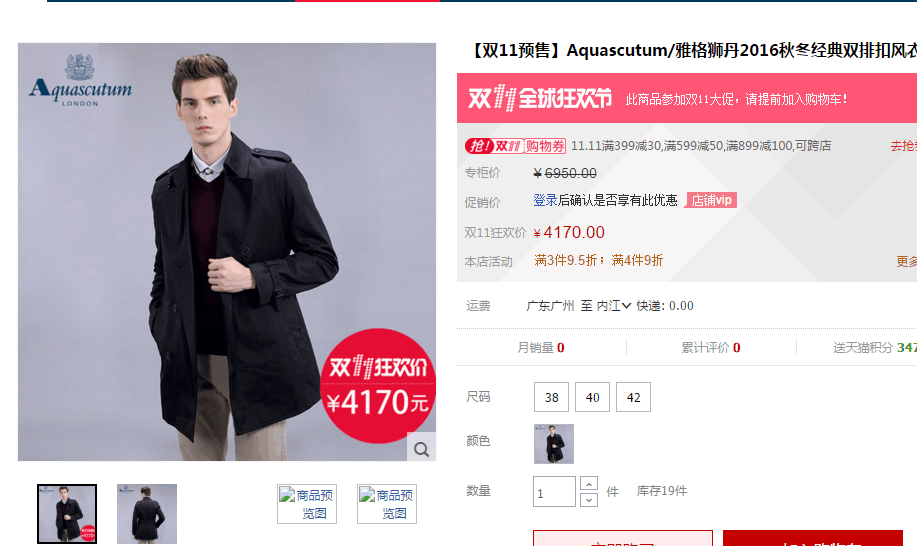 【双11预售】Aquascutum/雅格狮丹2016秋冬经典双排扣风衣
Aquascutum
LONDON
双11全球狂欢节 此商品参加双11大促，请提前加入购物车！
抢！双11购物券 11.11满399减30,满599减50,满899减100,可跨店 去抢
专柜价 ¥ 6950.00
促销价 登录后确认是否享有此优惠 店铺vip
双11狂欢价 ¥ 4170.00
本店活动 满3件9.5折；满4件9折 更多
运费 广东广州 至 内江 快递: 0.00
月销量 0 累计评价 0 送天猫积分 347
双11狂欢价
¥4170元
尺码 38 40 42
颜色
数量 1 件 库存19件
商品预览图
商品预览图
立即购买 加入购物车